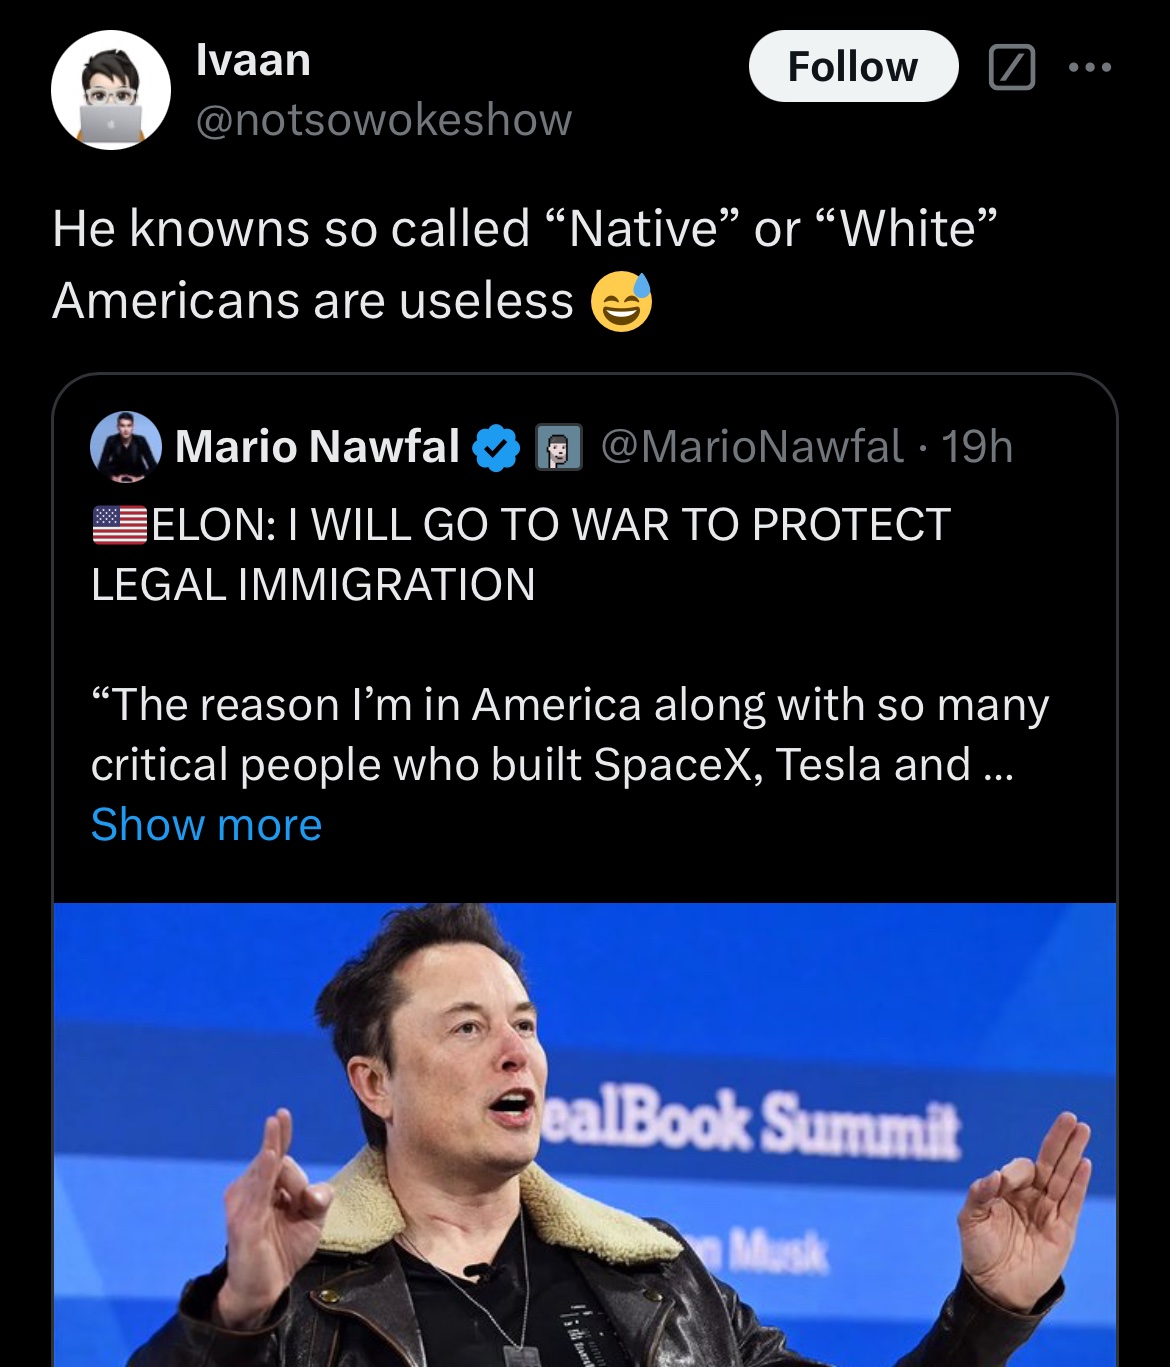 Ivaan
@notsowokeshow
Follow
He knowns so called “Native” or “White”
Americans are useless 😅
Mario Nawfal @MarioNawfal · 19h
🇺🇸ELON: I WILL GO TO WAR TO PROTECT
LEGAL IMMIGRATION
“The reason I’m in America along with so many
critical people who built SpaceX, Tesla and ...
Show more
ealBook Summit
n Musk